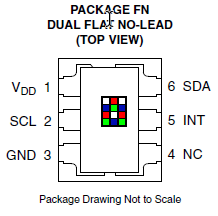 PACKAGE FN
DUAL FLAT NO-LEAD
(TOP VIEW)
VDD 1
6 SDA
SCL 2
5 INT
GND 3
4 NC
Package Drawing Not to Scale